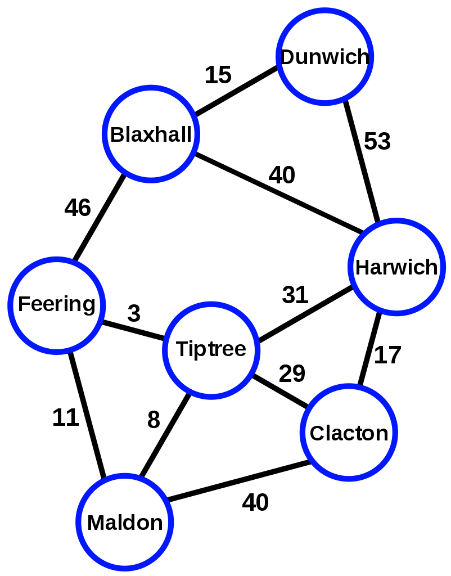 Dunwich
15
Blaxhall
53
40
46
Harwich
31
Feering
3
Tiptree
17
29
11
8
Clacton
40
Maldon